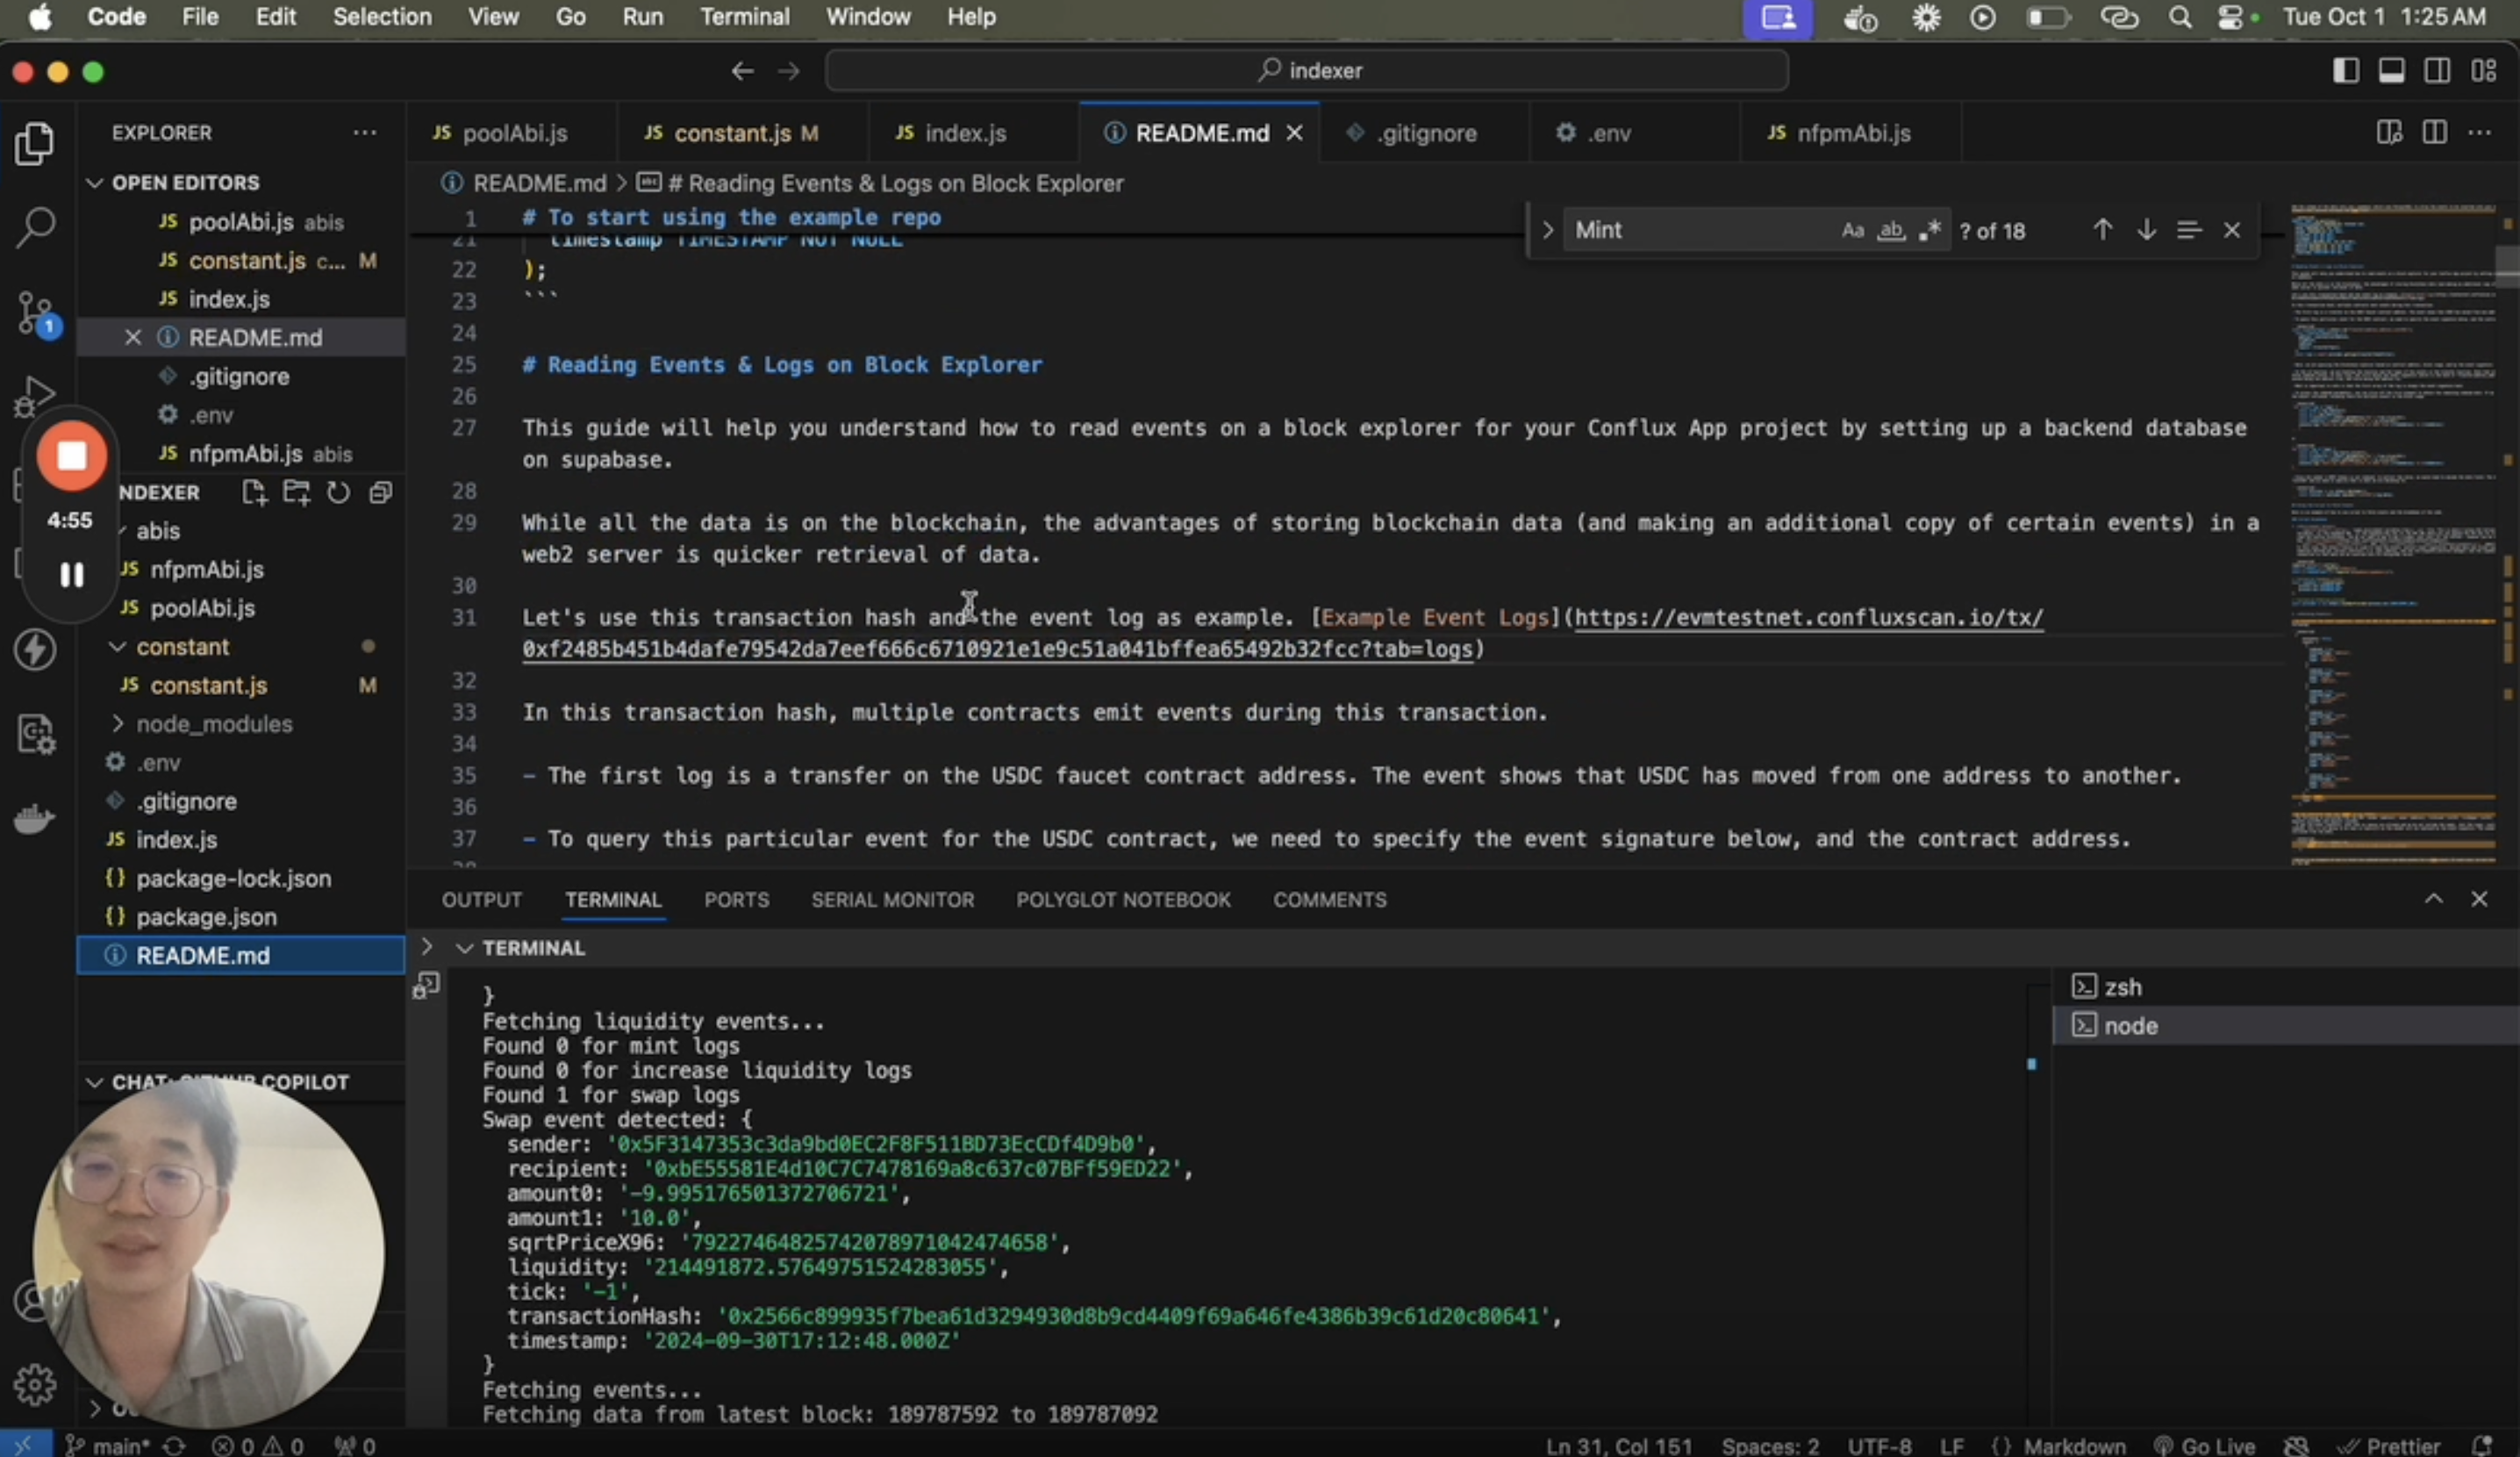 Code File Edit Selection View Go Run Terminal Window Help
Tue Oct 1 1:25 AM
indexer
EXPLORER
OPEN EDITORS
JS poolAbi.js abis
JS constant.js c... M
JS index.js
README.md
.gitignore
.env
nfpmAbi.js abis
4:55
NDEXER
abis
JS nfpmAbi.js
JS poolAbi.js
constant
JS constant.js M
node_modules
.env
.gitignore
JS index.js
{} package-lock.json
{} package.json
README.md
CHAT: GITHUB COPILOT
1
JS poolAbi.js
JS constant.js M
JS index.js
README.md
.gitignore
.env
JS nfpmAbi.js
README.md > # Reading Events & Logs on Block Explorer
Mint
Aa ab ? of 18
1 # To start using the example repo
21 timestamp TIMESTAMP NOT NULL
22 );
23 ```
24
25 # Reading Events & Logs on Block Explorer
26
27 This guide will help you understand how to read events on a block explorer for your Conflux App project by setting up a backend database
on supabase.
28
29 While all the data is on the blockchain, the advantages of storing blockchain data (and making an additional copy of certain events) in a
web2 server is quicker retrieval of data.
30
31 Let's use this transaction hash and the event log as example. [Example Event Logs](https://evmtestnet.confluxscan.io/tx/
0xf2485b451b4dafe79542da7eef666c6710921e1e9c51a041bffea65492b32fcc?tab=logs)
32
33 In this transaction hash, multiple contracts emit events during this transaction.
34
35 - The first log is a transfer on the USDC faucet contract address. The event shows that USDC has moved from one address to another.
36
37 - To query this particular event for the USDC contract, we need to specify the event signature below, and the contract address.
38
OUTPUT TERMINAL PORTS SERIAL MONITOR POLYGLOT NOTEBOOK COMMENTS
TERMINAL
}
Fetching liquidity events...
Found 0 for mint logs
Found 0 for increase liquidity logs
Found 1 for swap logs
Swap event detected: {
sender: '0x5F3147353c3da9bd0EC2F8F511BD73EcCDf4D9b0',
recipient: '0xbE55581E4d10C7C7478169a8c637c07BFf59ED22',
amount0: '-9.995176501372706721',
amount1: '10.0',
sqrtPriceX96: '79227464825742078971042474658',
liquidity: '214491872.57649751524283055',
tick: '-1',
transactionHash: '0x2566c899935f7bea61d3294930d8b9cd4409f69a646fe4386b39c61d20c80641',
timestamp: '2024-09-30T17:12:48.000Z'
}
Fetching events...
Fetching data from latest block: 189787592 to 189787092
zsh
node
main* 0 0 0
Ln 31, Col 151 Spaces: 2 UTF-8 LF {} Markdown Go Live Prettier